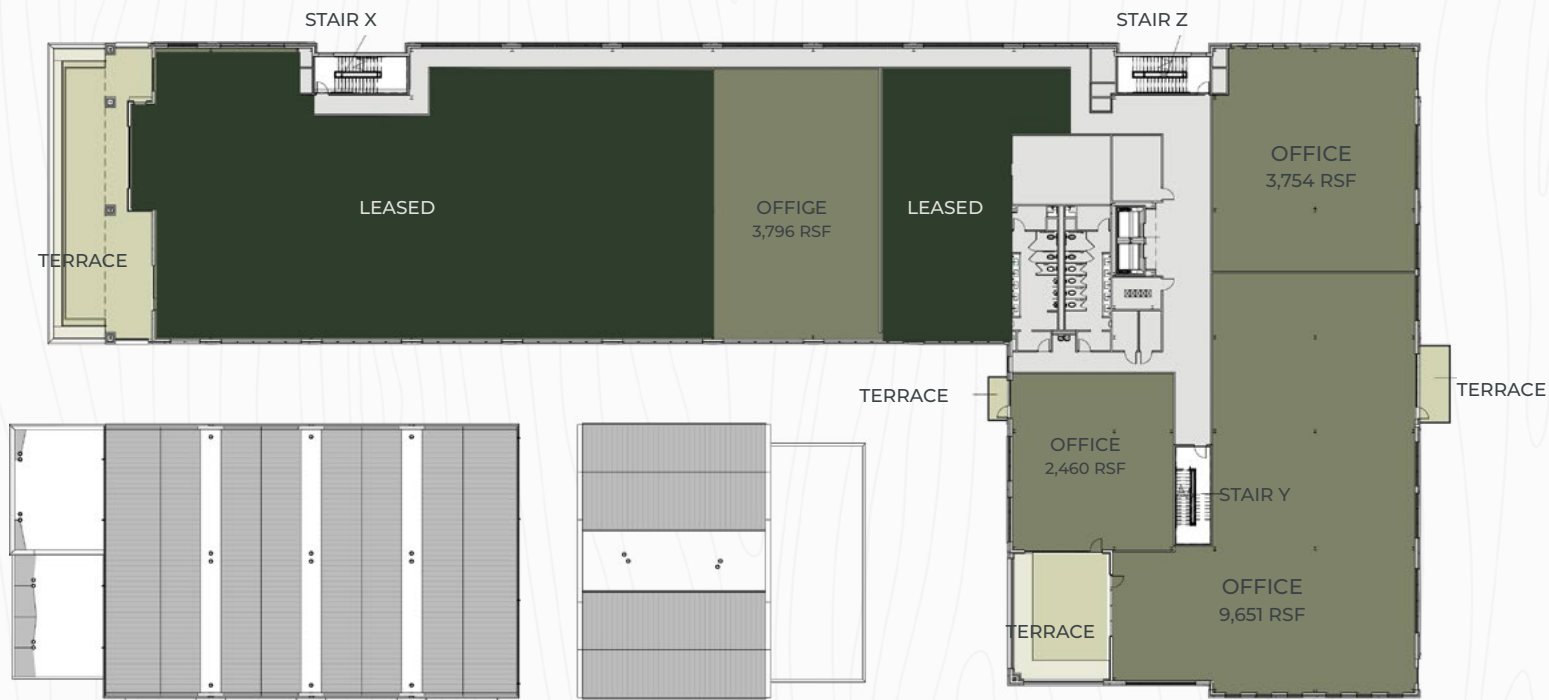 STAIR X
STAIR Z
OFFICE
3,754 RSF
LEASED
OFFIGE
3,796 RSF
LEASED
TERRACE
TERRACE
TERRACE
OFFICE
2,460 RSF
STAIR Y
OFFICE
9,651 RSF
TERRACE